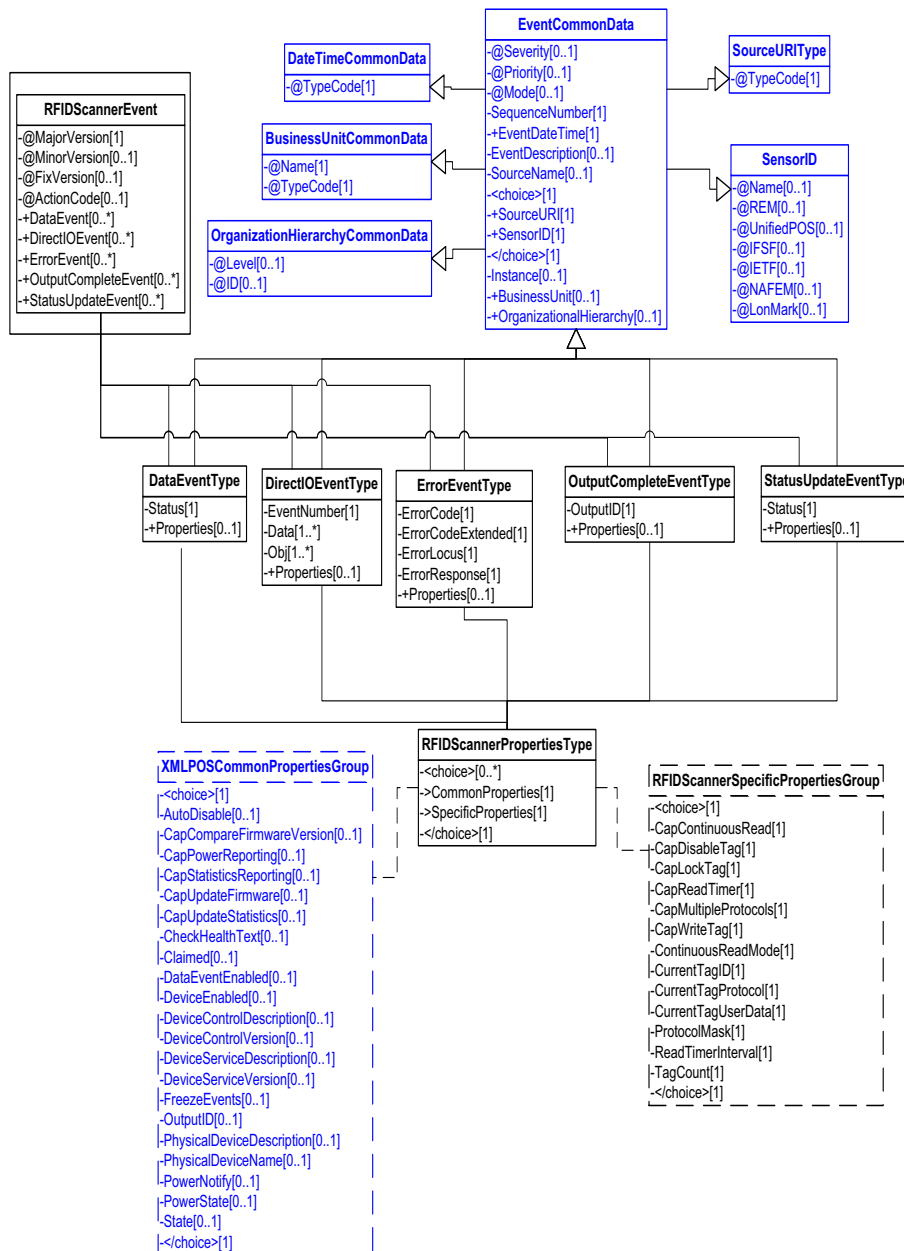 EventCommonData
-@Severity[0..1]
-@Priority[0..1]
-@Mode[0..1]
-SequenceNumber[1]
-+EventDateTime[1]
-EventDescription[0..1]
-SourceName[0..1]
-<choice>[1]
-+SourceURI[1]
-+SensorID[1]
-</choice>[1]
-Instance[0..1]
-+BusinessUnit[0..1]
-+OrganizationalHierarchy[0..1]
DateTimeCommonData
-@TypeCode[1]
SourceURIType
-@TypeCode[1]
RFIDScannerEvent
-@MajorVersion[1]
-@MinorVersion[0..1]
-@FixVersion[0..1]
-@ActionCode[0..1]
-+DataEvent[0..*]
-+DirectIOEvent[0..*]
-+ErrorEvent[0..*]
-+OutputCompleteEvent[0..*]
-+StatusUpdateEvent[0..*]
BusinessUnitCommonData
-@Name[1]
-@TypeCode[1]
SensorID
-@Name[0..1]
-@REM[0..1]
-@UnifiedPOS[0..1]
-@IFSF[0..1]
-@IETF[0..1]
-@NAFEM[0..1]
-@LonMark[0..1]
OrganizationHierarchyCommonData
-@Level[0..1]
-@ID[0..1]
DataEventType
-Status[1]
-+Properties[0..1]
DirectIOEventType
-EventNumber[1]
-Data[1..*]
-Obj[1..*]
-+Properties[0..1]
ErrorEventType
-ErrorCode[1]
-ErrorCodeExtended[1]
-ErrorLocus[1]
-ErrorResponse[1]
-+Properties[0..1]
OutputCompleteEventType
-OutputID[1]
-+Properties[0..1]
StatusUpdateEventType
-Status[1]
-+Properties[0..1]
RFIDScannerPropertiesType
-<choice>[0..*]
->CommonProperties[1]
->SpecificProperties[1]
-</choice>[1]
XMLPOSCommonPropertiesGroup
-<choice>[1]
-AutoDisable[0..1]
-CapCompareFirmwareVersion[0..1]
-CapPowerReporting[0..1]
-CapStatisticsReporting[0..1]
-CapUpdateFirmware[0..1]
-CapUpdateStatistics[0..1]
-CheckHealthText[0..1]
-Claimed[0..1]
-DataEventEnabled[0..1]
-DeviceEnabled[0..1]
-DeviceControlDescription[0..1]
-DeviceControlVersion[0..1]
-DeviceServiceDescription[0..1]
-DeviceServiceVersion[0..1]
-FreezeEvents[0..1]
-OutputID[0..1]
-PhysicalDeviceDescription[0..1]
-PhysicalDeviceName[0..1]
-PowerNotify[0..1]
-PowerState[0..1]
-State[0..1]
-</choice>[1]
RFIDScannerSpecificPropertiesGroup
-<choice>[1]
-CapContinuousRead[1]
-CapDisableTag[1]
-CapLockTag[1]
-CapReadTimer[1]
-CapMultipleProtocols[1]
-CapWriteTag[1]
-ContinuousReadMode[1]
-CurrentTagID[1]
-CurrentTagProtocol[1]
-CurrentTagUserData[1]
-ProtocolMask[1]
-ReadTimerInterval[1]
-TagCount[1]
-</choice>[1]